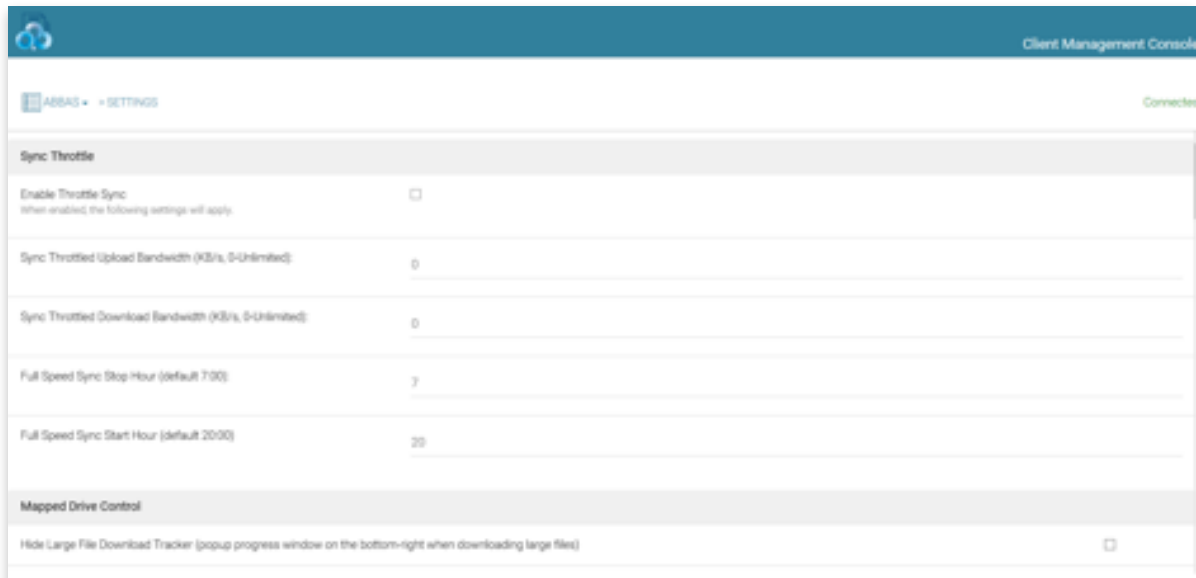 Client Management Console
ABBAS > SETTINGS
Connected
Sync Throttle
Enable Throttle Sync
When enabled, the following settings will apply.
Sync Throttled Upload Bandwidth (KB/s, 0-Unlimited):
0
Sync Throttled Download Bandwidth (KB/s, 0-Unlimited):
0
Full Speed Sync Stop Hour (default 7:00):
7
Full Speed Sync Start Hour (default 20:00)
20
Mapped Drive Control
Hide Large File Download Tracker (popup progress window on the bottom-right when downloading large files)